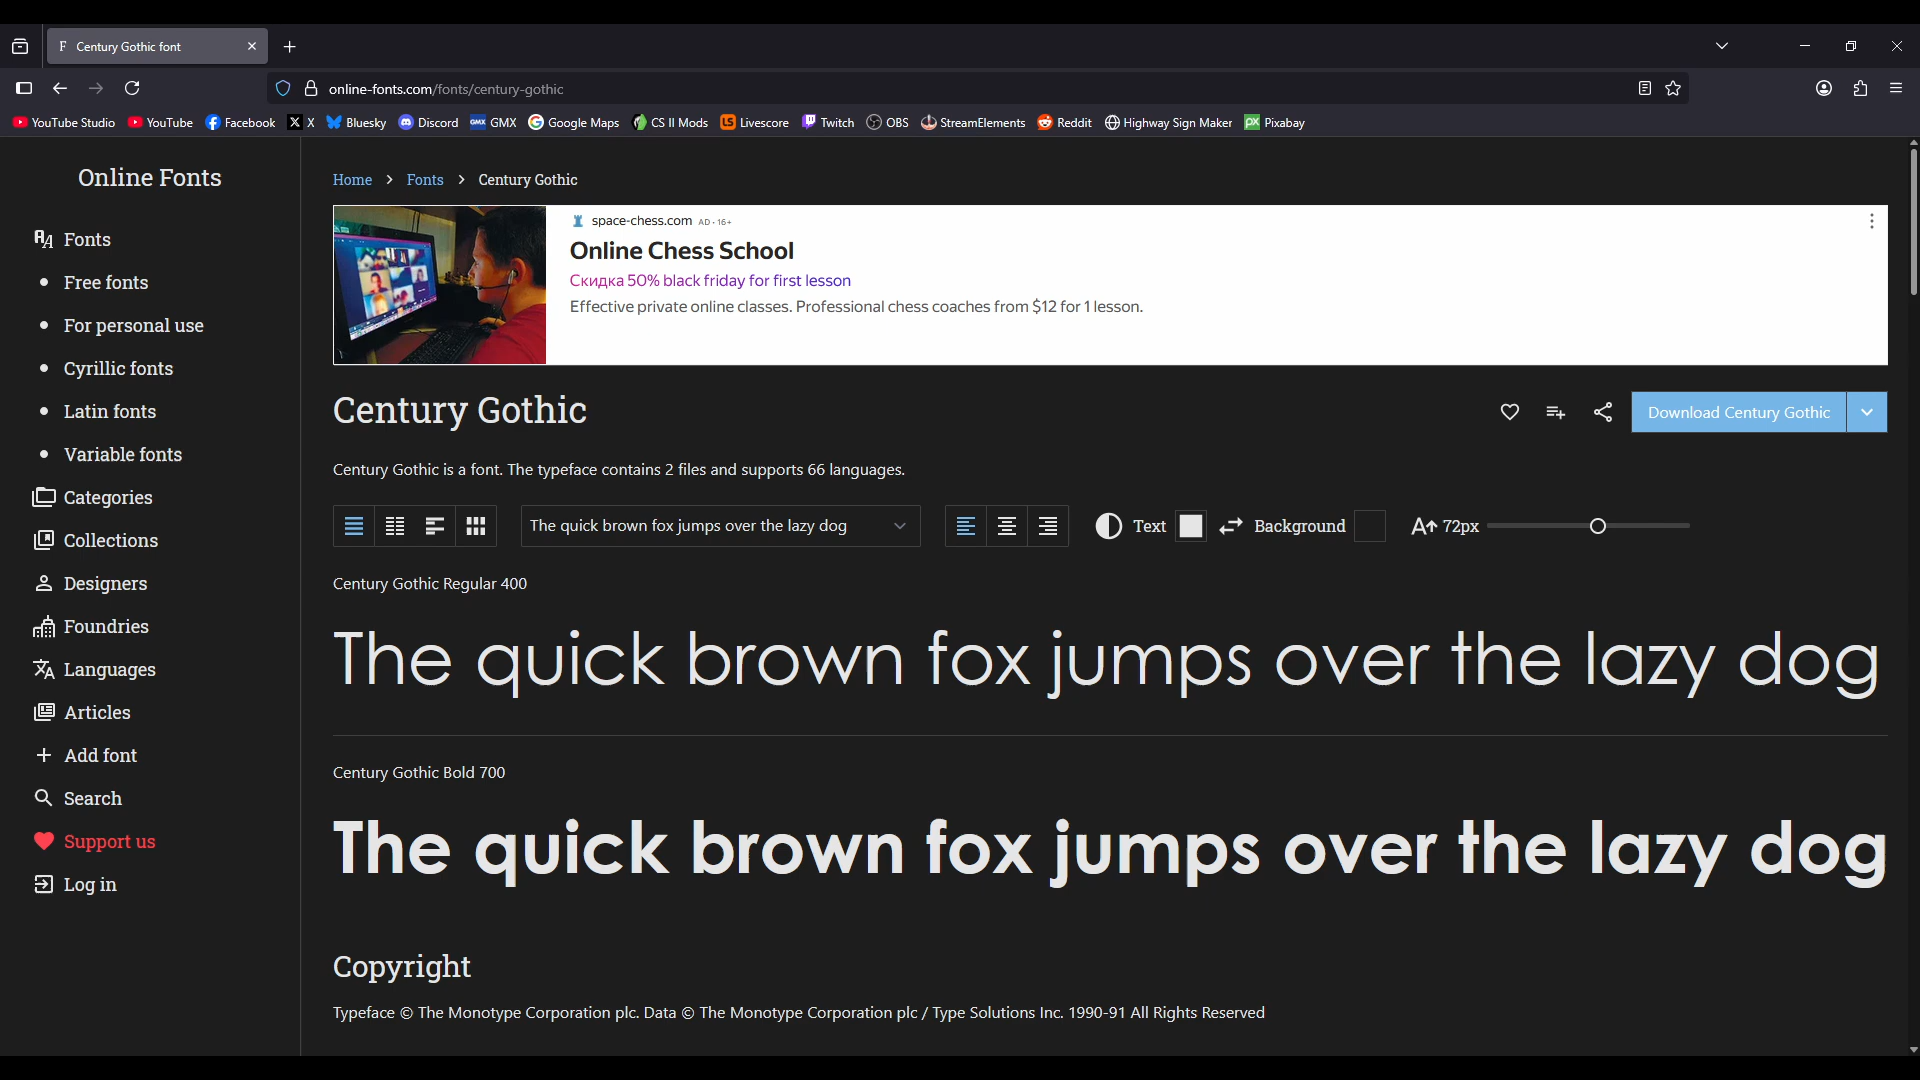 Century Gothic font
online-fonts.com/fonts/century-gothic
YouTube Studio YouTube Facebook X Bluesky Discord GMX Google Maps CS II Mods Livescore Twitch OBS StreamElements Reddit Highway Sign Maker Pixabay
Online Fonts
Fonts
Free fonts
For personal use
Cyrillic fonts
Latin fonts
Variable fonts
Categories
Collections
Designers
Foundries
Languages
Articles
Add font
Search
Support us
Log in
Home > Fonts > Century Gothic
space-chess.com AD · 16+
Online Chess School
Скидка 50% black friday for first lesson
Effective private online classes. Professional chess coaches from $12 for 1 lesson.
Century Gothic
Download Century Gothic
Century Gothic is a font. The typeface contains 2 files and supports 66 languages.
The quick brown fox jumps over the lazy dog
Text Background 72px
Century Gothic Regular 400
The quick brown fox jumps over the lazy dog
Century Gothic Bold 700
The quick brown fox jumps over the lazy dog
Copyright
Typeface © The Monotype Corporation plc. Data © The Monotype Corporation plc / Type Solutions Inc. 1990-91 All Rights Reserved